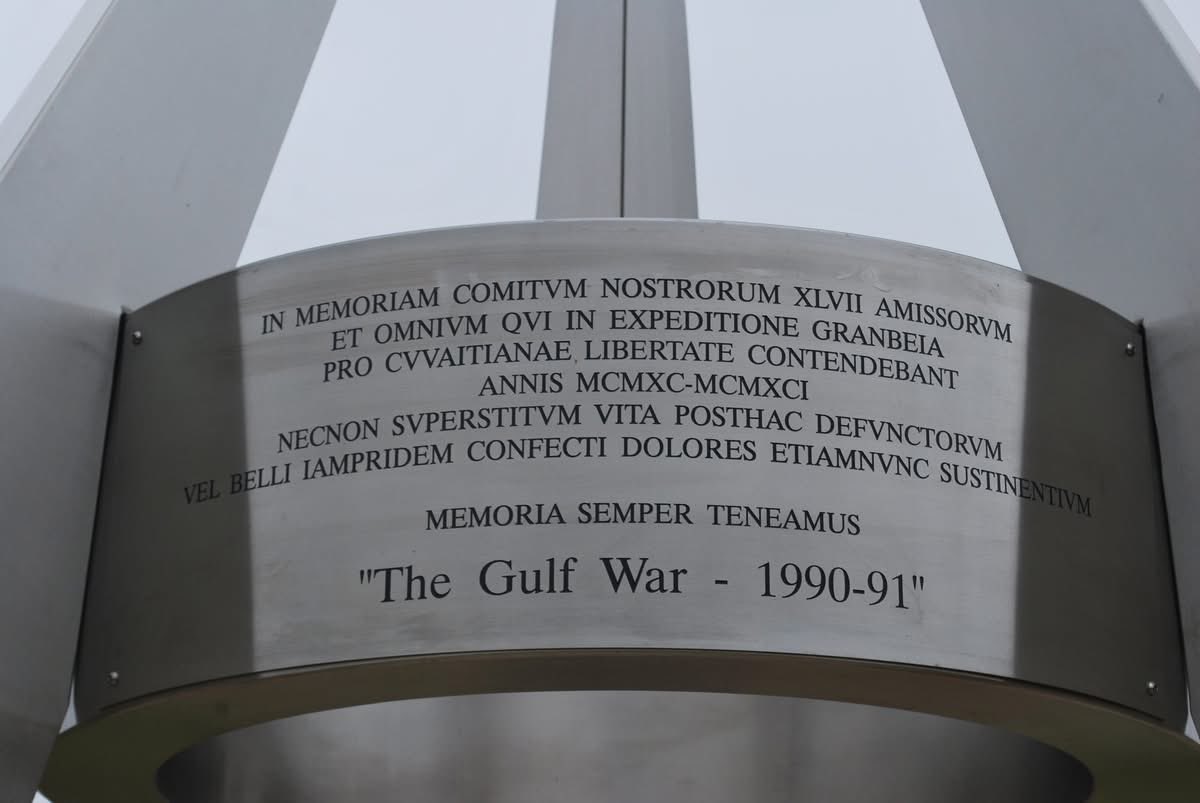 IN MEMORIAM COMITVM NOSTRORUM XLVII AMISSORVM
ET OMNIVM QVI IN EXPEDITIONE GRANBEIA
PRO CVVAITIANAE LIBERTATE CONTENDEBANT
ANNIS MCMXC-MCMXCI
NECNON SVPERSTITVM VITA POSTHAC DEFVNCTORVM
VEL BELLI IAMPRIDEM CONFECTI DOLORES ETIAMNVNC SUSTINENTIVM
MEMORIA SEMPER TENEAMUS
"The Gulf War - 1990-91"